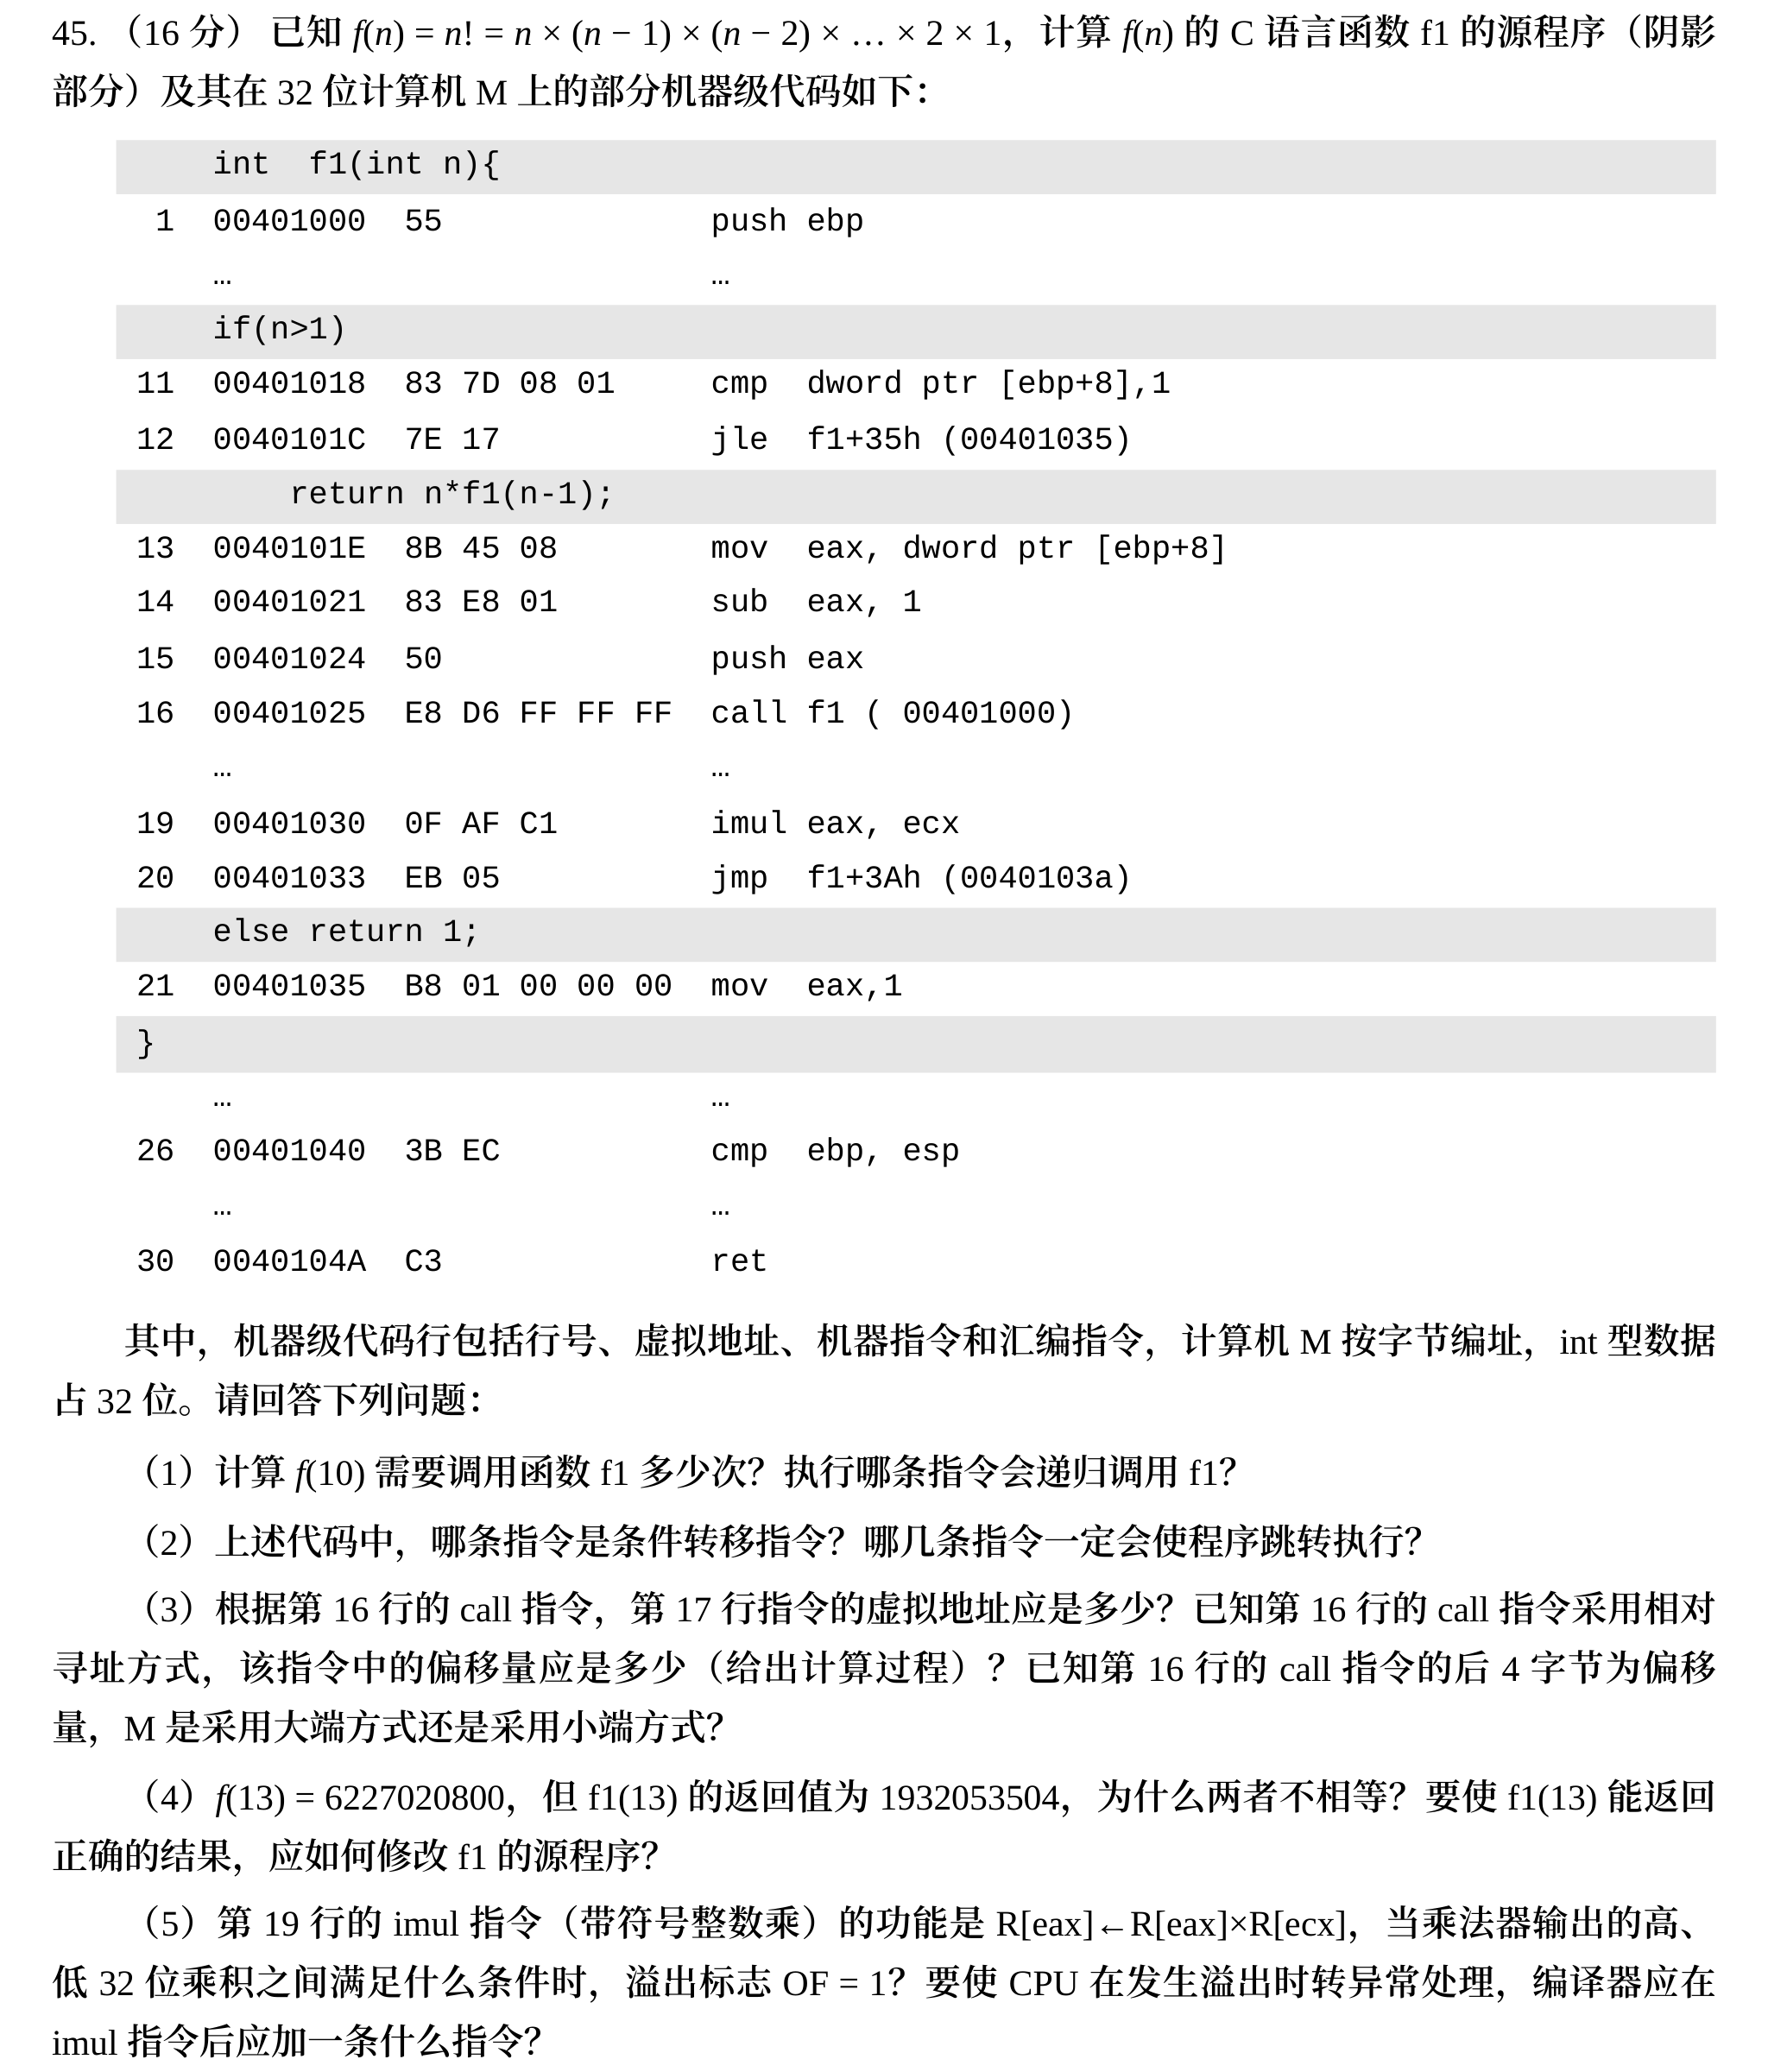 45. （16 分） 已知 f(n) = n! = n × (n − 1) × (n − 2) × … × 2 × 1，计算 f(n) 的 C 语言函数 f1 的源程序（阴影
部分）及其在 32 位计算机 M 上的部分机器级代码如下：
int  f1(int n){
1  00401000  55              push ebp
…                         …
if(n>1)
11  00401018  83 7D 08 01     cmp  dword ptr [ebp+8],1
12  0040101C  7E 17           jle  f1+35h (00401035)
return n*f1(n-1);
13  0040101E  8B 45 08        mov  eax, dword ptr [ebp+8]
14  00401021  83 E8 01        sub  eax, 1
15  00401024  50              push eax
16  00401025  E8 D6 FF FF FF  call f1 ( 00401000)
…                         …
19  00401030  0F AF C1        imul eax, ecx
20  00401033  EB 05           jmp  f1+3Ah (0040103a)
else return 1;
21  00401035  B8 01 00 00 00  mov  eax,1
}
…                         …
26  00401040  3B EC           cmp  ebp, esp
…                         …
30  0040104A  C3              ret
其中，机器级代码行包括行号、虚拟地址、机器指令和汇编指令，计算机 M 按字节编址，int 型数据
占 32 位。请回答下列问题：
（1）计算 f(10) 需要调用函数 f1 多少次？执行哪条指令会递归调用 f1？
（2）上述代码中，哪条指令是条件转移指令？哪几条指令一定会使程序跳转执行？
（3）根据第 16 行的 call 指令，第 17 行指令的虚拟地址应是多少？已知第 16 行的 call 指令采用相对
寻址方式，该指令中的偏移量应是多少（给出计算过程）？已知第 16 行的 call 指令的后 4 字节为偏移
量，M 是采用大端方式还是采用小端方式？
（4）f(13) = 6227020800，但 f1(13) 的返回值为 1932053504，为什么两者不相等？要使 f1(13) 能返回
正确的结果，应如何修改 f1 的源程序？
（5）第 19 行的 imul 指令（带符号整数乘）的功能是 R[eax]←R[eax]×R[ecx]，当乘法器输出的高、
低 32 位乘积之间满足什么条件时，溢出标志 OF = 1？要使 CPU 在发生溢出时转异常处理，编译器应在
imul 指令后应加一条什么指令？